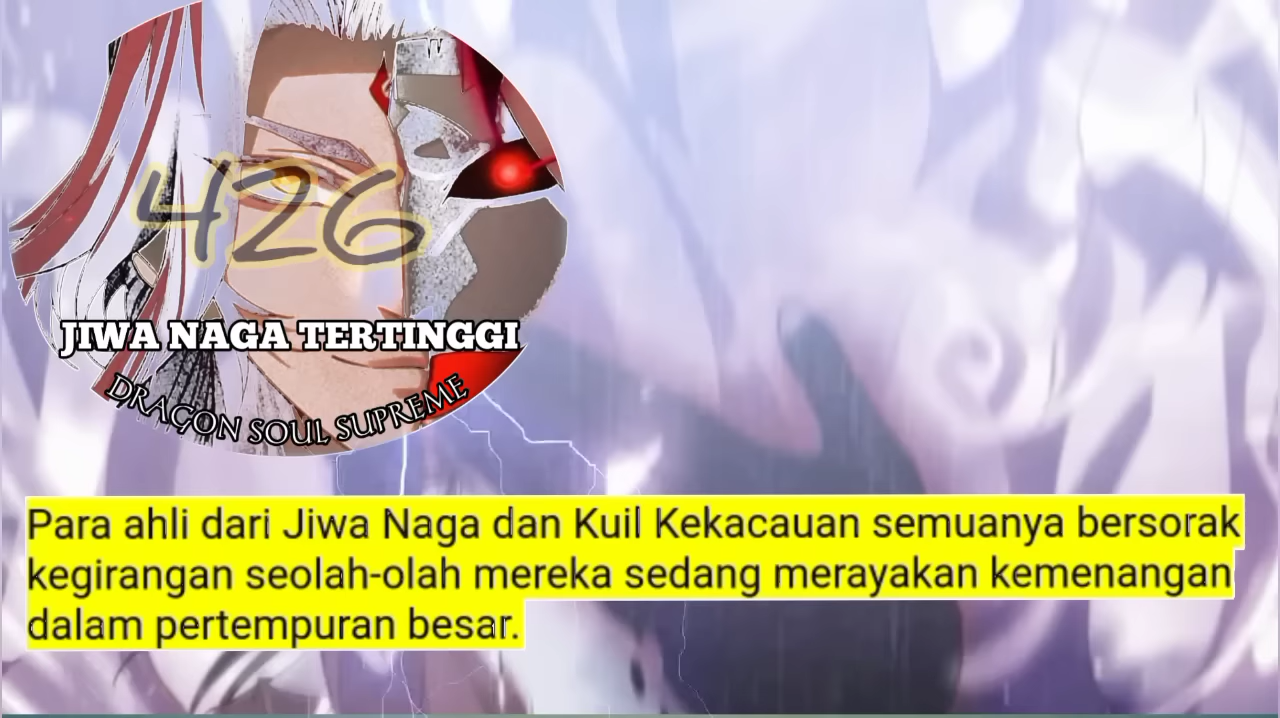 426
JIWA NAGA TERTINGGI
DRAGON SOUL SUPREME
Para ahli dari Jiwa Naga dan Kuil Kekacauan semuanya bersorak
kegirangan seolah-olah mereka sedang merayakan kemenangan
dalam pertempuran besar.